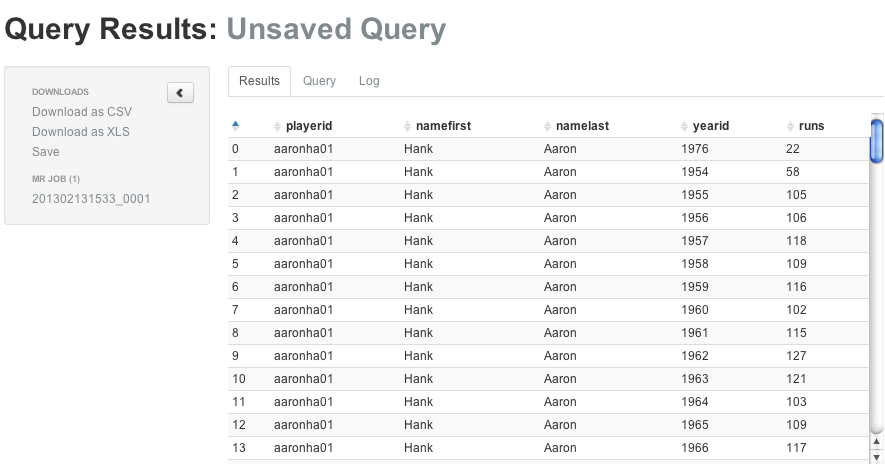 Query Results: Unsaved Query
DOWNLOADS
Download as CSV
Download as XLS
Save
MR JOB (1)
201302131533_0001
Results Query Log
playerid namefirst namelast yearid runs
0 aaronha01 Hank Aaron 1976 22
1 aaronha01 Hank Aaron 1954 58
2 aaronha01 Hank Aaron 1955 105
3 aaronha01 Hank Aaron 1956 106
4 aaronha01 Hank Aaron 1957 118
5 aaronha01 Hank Aaron 1958 109
6 aaronha01 Hank Aaron 1959 116
7 aaronha01 Hank Aaron 1960 102
8 aaronha01 Hank Aaron 1961 115
9 aaronha01 Hank Aaron 1962 127
10 aaronha01 Hank Aaron 1963 121
11 aaronha01 Hank Aaron 1964 103
12 aaronha01 Hank Aaron 1965 109
13 aaronha01 Hank Aaron 1966 117